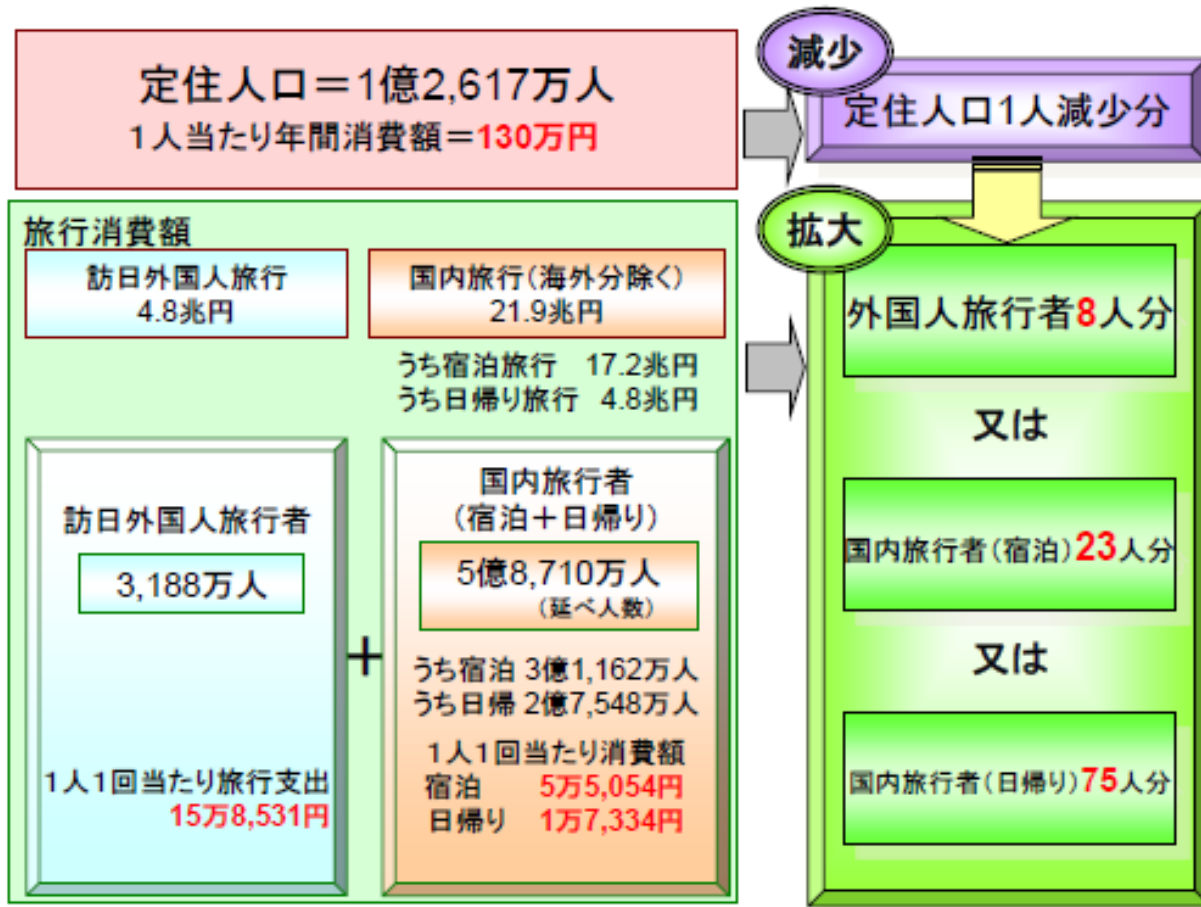 定住人口＝1億2,617万人
1人当たり年間消費額＝130万円
減少
定住人口1人減少分
旅行消費額
訪日外国人旅行
4.8兆円
国内旅行（海外分除く）
21.9兆円
うち宿泊旅行　17.2兆円
うち日帰り旅行　4.8兆円
訪日外国人旅行者
3,188万人
1人1回当たり旅行支出
15万8,531円
＋
国内旅行者
（宿泊＋日帰り）
5億8,710万人
（延べ人数）
うち宿泊 3億1,162万人
うち日帰 2億7,548万人
1人1回当たり消費額
宿泊　5万5,054円
日帰り　1万7,334円
拡大
外国人旅行者8人分
又は
国内旅行者（宿泊）23人分
又は
国内旅行者（日帰り）75人分